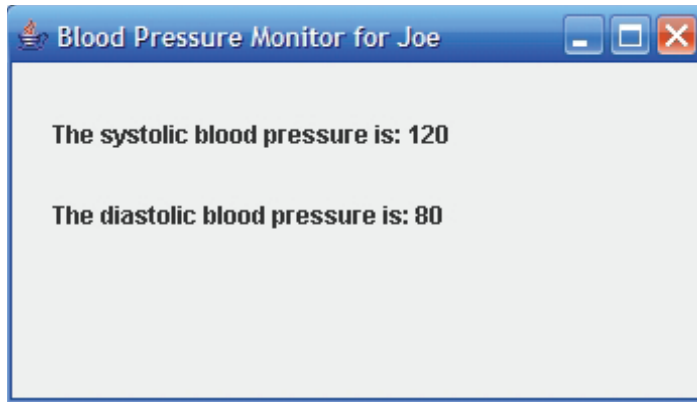 Blood Pressure Monitor for Joe
The systolic blood pressure is: 120
The diastolic blood pressure is: 80